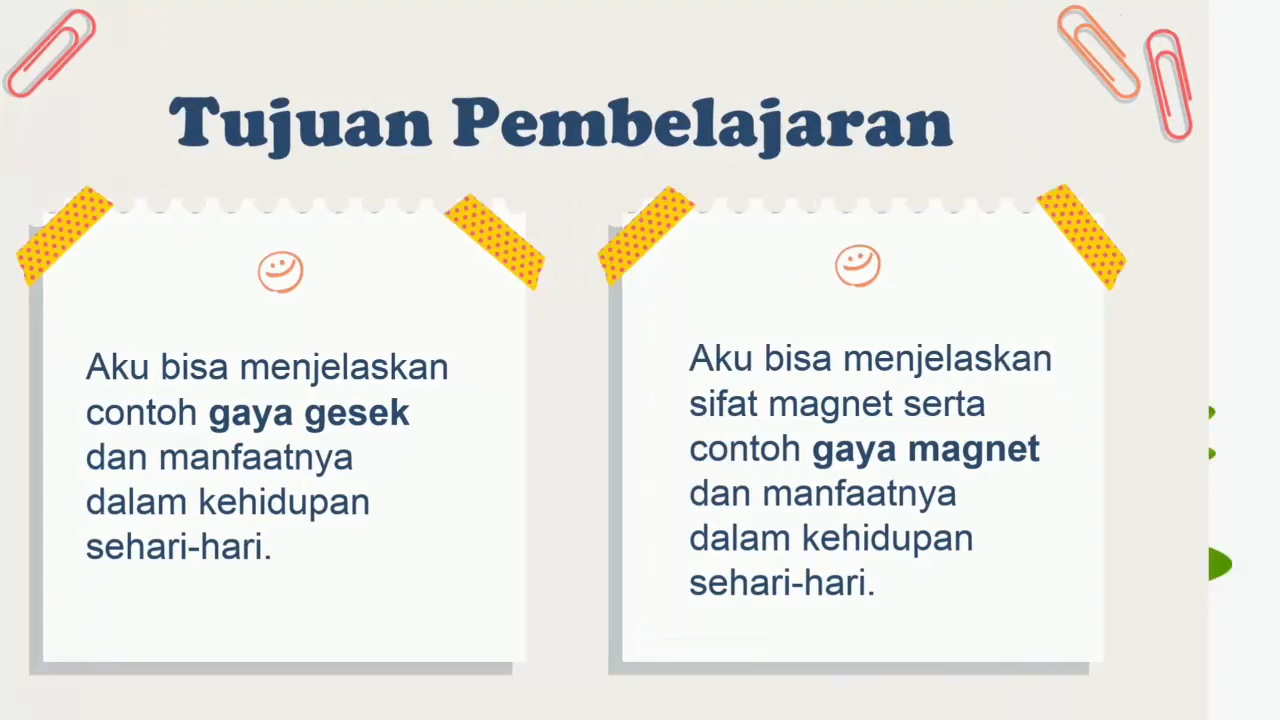 Tujuan Pembelajaran
Aku bisa menjelaskan
contoh gaya gesek
dan manfaatnya
dalam kehidupan
sehari-hari.
Aku bisa menjelaskan
sifat magnet serta
contoh gaya magnet
dan manfaatnya
dalam kehidupan
sehari-hari.